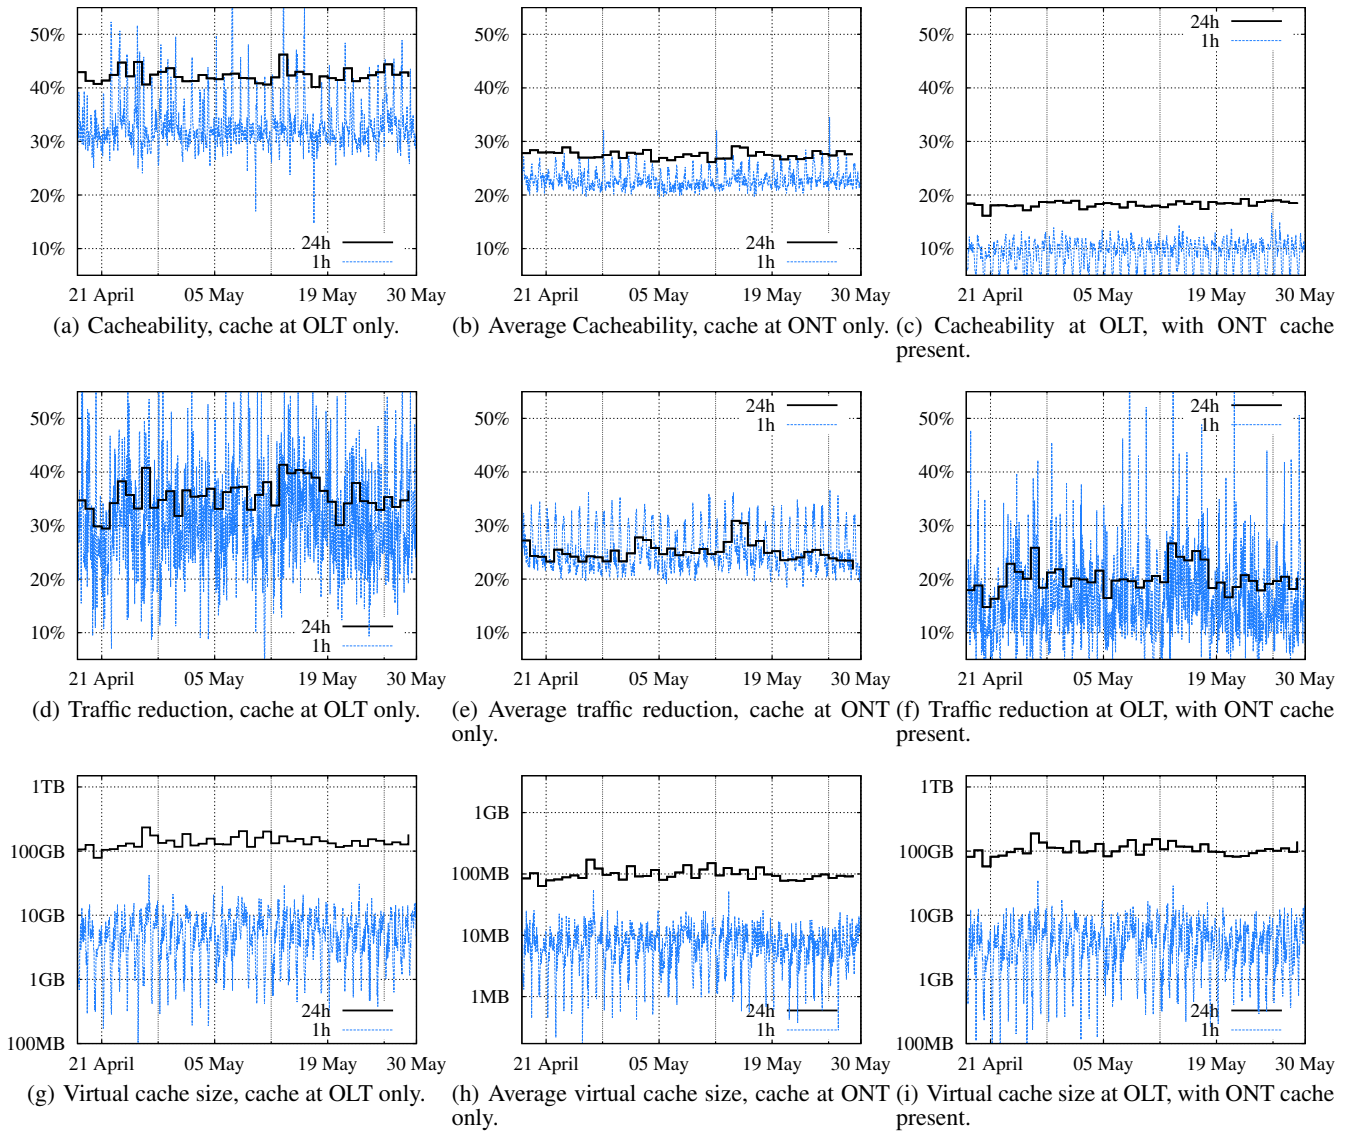 50%
40%
30%
20%
10%
24h
1h
21 April 05 May 19 May 30 May
(a) Cacheability, cache at OLT only.
50%
40%
30%
20%
10%
24h
1h
21 April 05 May 19 May 30 May
(b) Average Cacheability, cache at ONT only.
50%
40%
30%
20%
10%
24h
1h
21 April 05 May 19 May 30 May
(c) Cacheability at OLT, with ONT cache
present.
50%
40%
30%
20%
10%
24h
1h
21 April 05 May 19 May 30 May
(d) Traffic reduction, cache at OLT only.
50%
40%
30%
20%
10%
24h
1h
21 April 05 May 19 May 30 May
(e) Average traffic reduction, cache at ONT
only.
50%
40%
30%
20%
10%
24h
1h
21 April 05 May 19 May 30 May
(f) Traffic reduction at OLT, with ONT cache
present.
1TB
100GB
10GB
1GB
100MB
24h
1h
21 April 05 May 19 May 30 May
(g) Virtual cache size, cache at OLT only.
1GB
100MB
10MB
1MB
24h
1h
21 April 05 May 19 May 30 May
(h) Average virtual cache size, cache at ONT
only.
1TB
100GB
10GB
1GB
100MB
24h
1h
21 April 05 May 19 May 30 May
(i) Virtual cache size at OLT, with ONT cache
present.